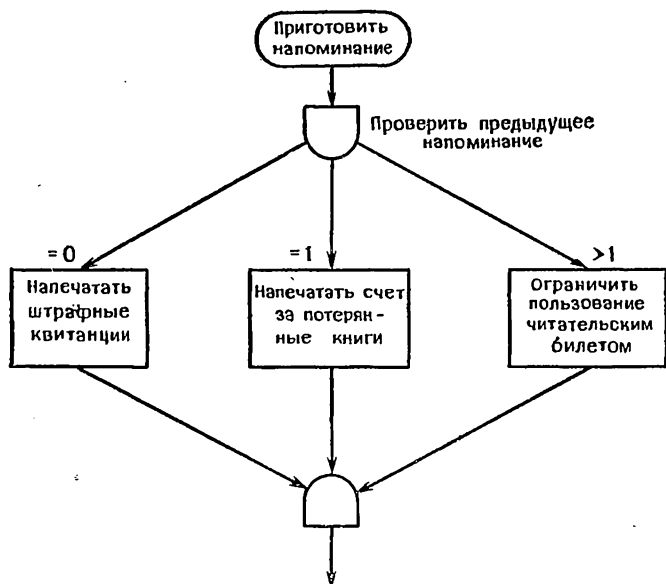 Приготовить
напоминание
Проверить предыдущее
напоминание
=0
=1
>1
Напечатать
штрафные
квитанции
Напечатать счет
за потерян-
ные книги
Ограничить
пользование
читательским
билетом